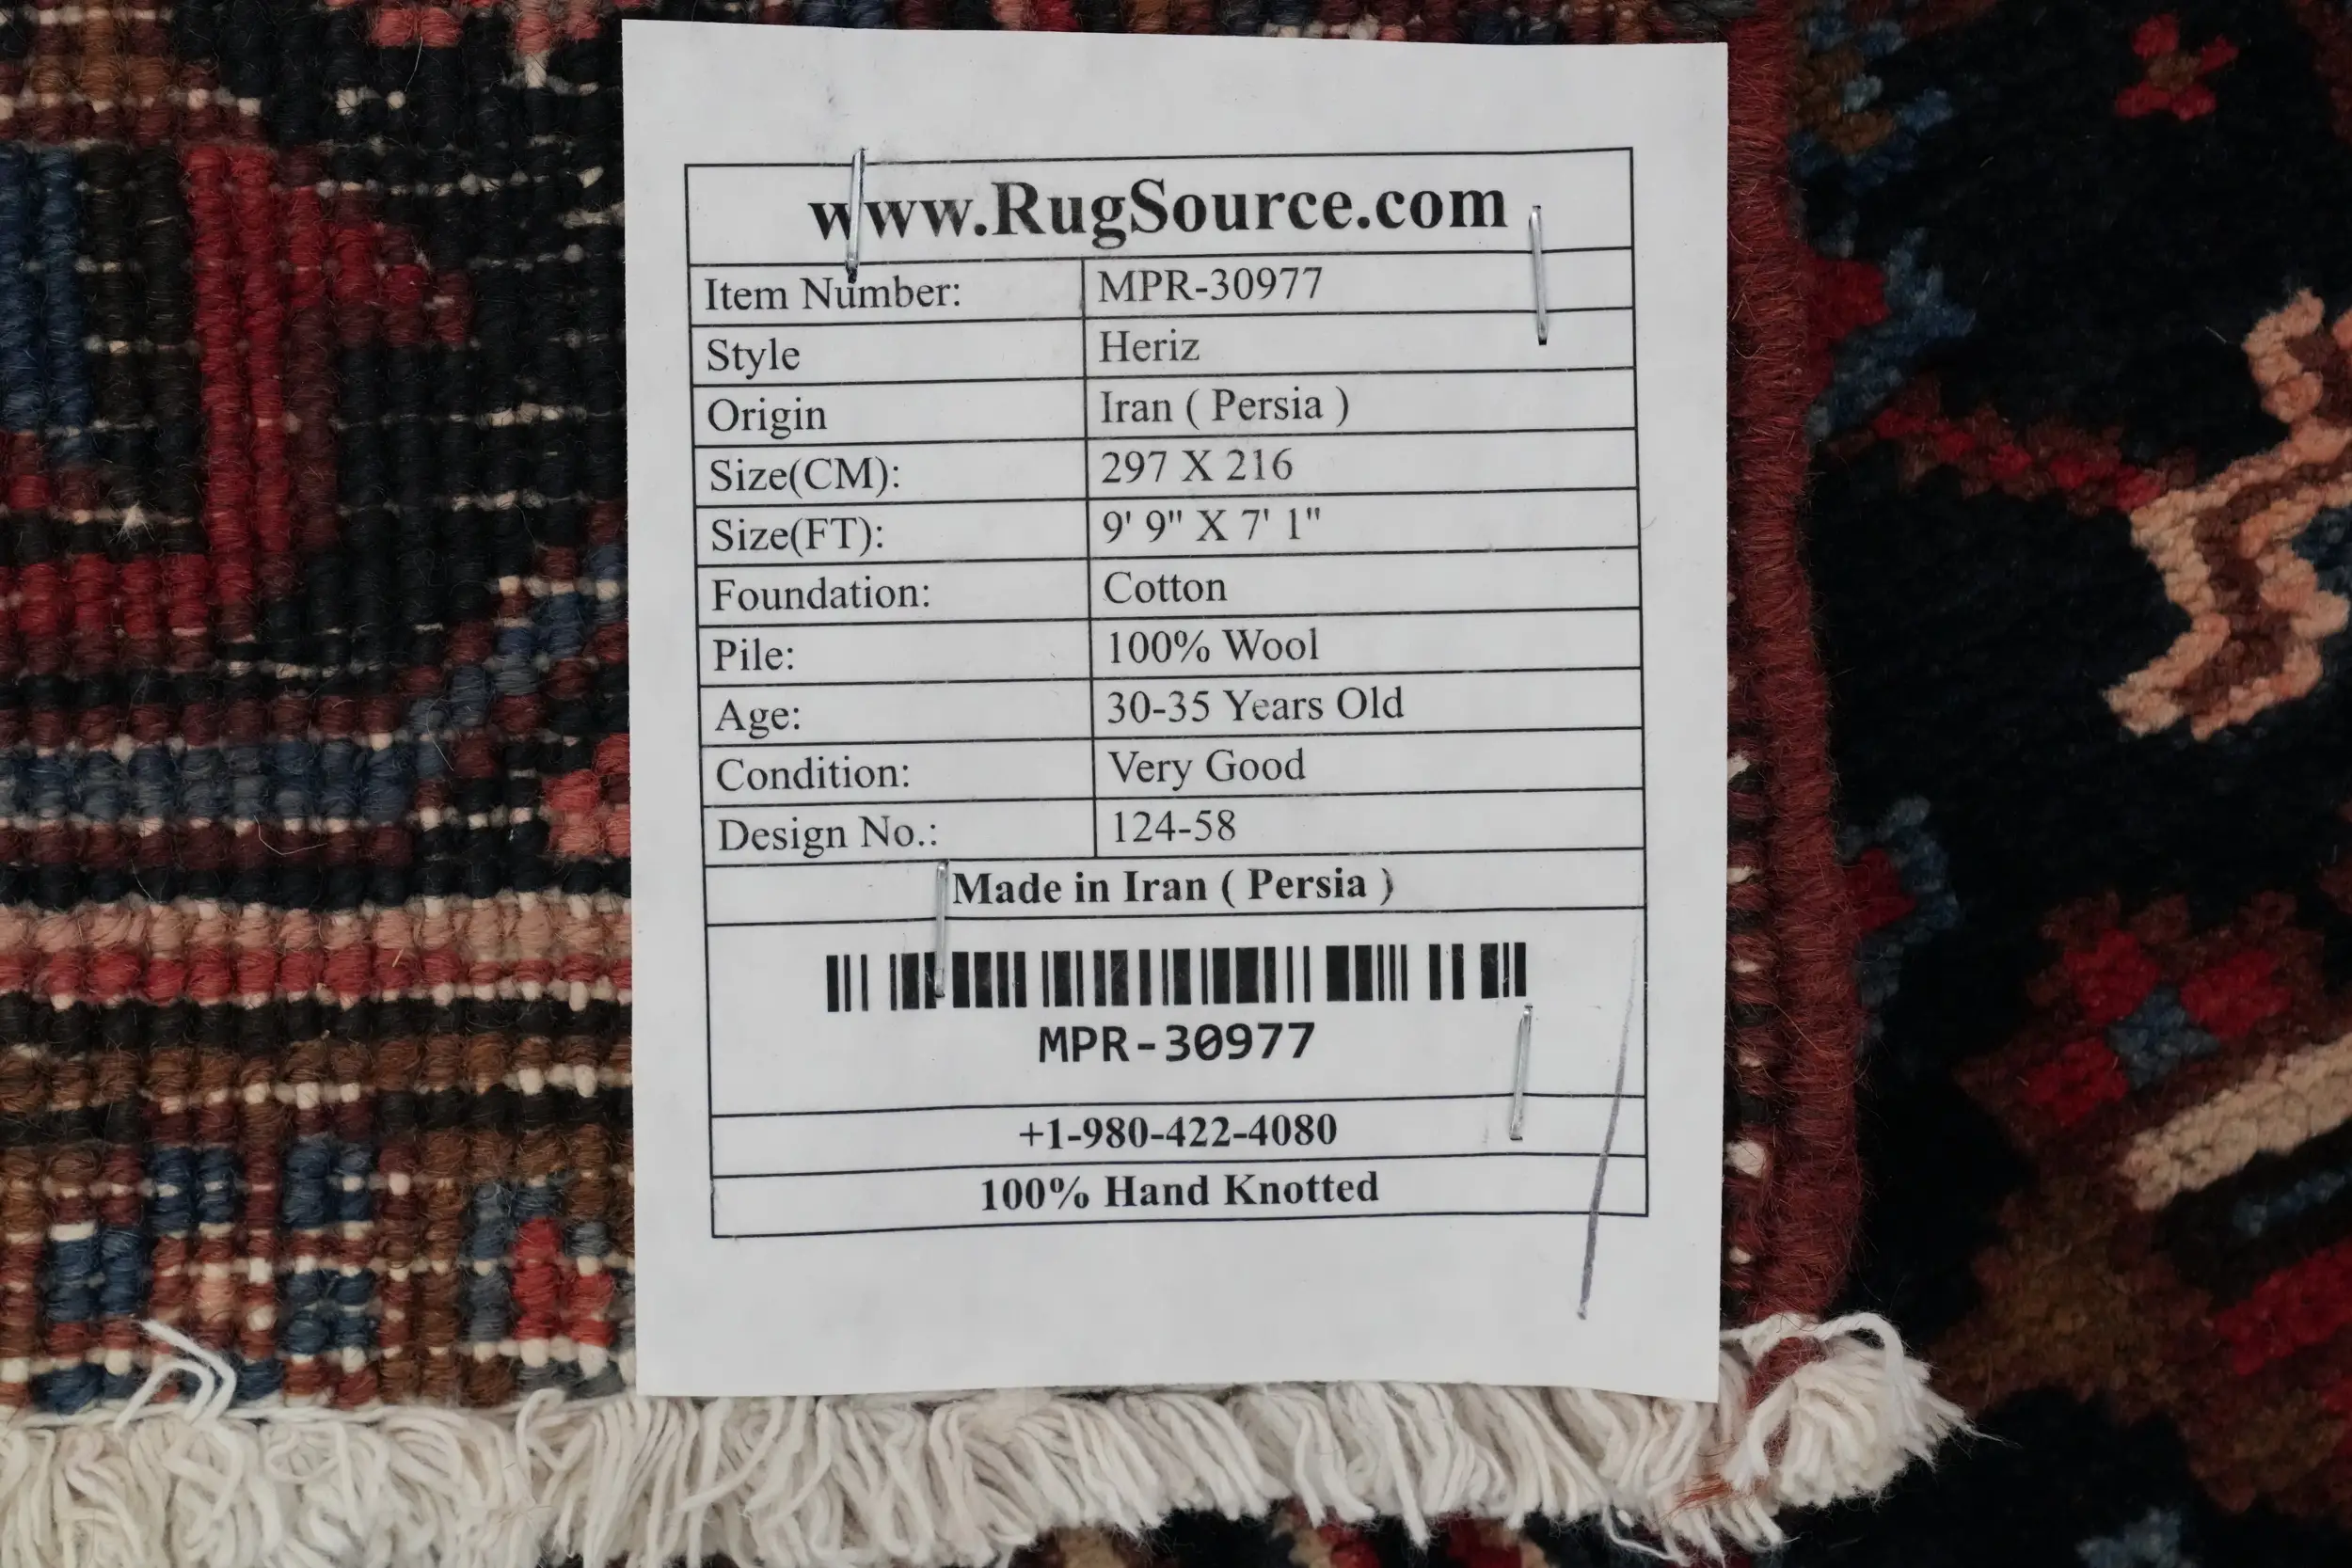 www.RugSource.com
Item Number: MPR-30977
Style Heriz
Origin Iran ( Persia )
Size(CM): 297 X 216
Size(FT): 9' 9" X 7' 1"
Foundation: Cotton
Pile: 100% Wool
Age: 30-35 Years Old
Condition: Very Good
Design No.: 124-58
Made in Iran ( Persia )
MPR-30977
+1-980-422-4080
100% Hand Knotted